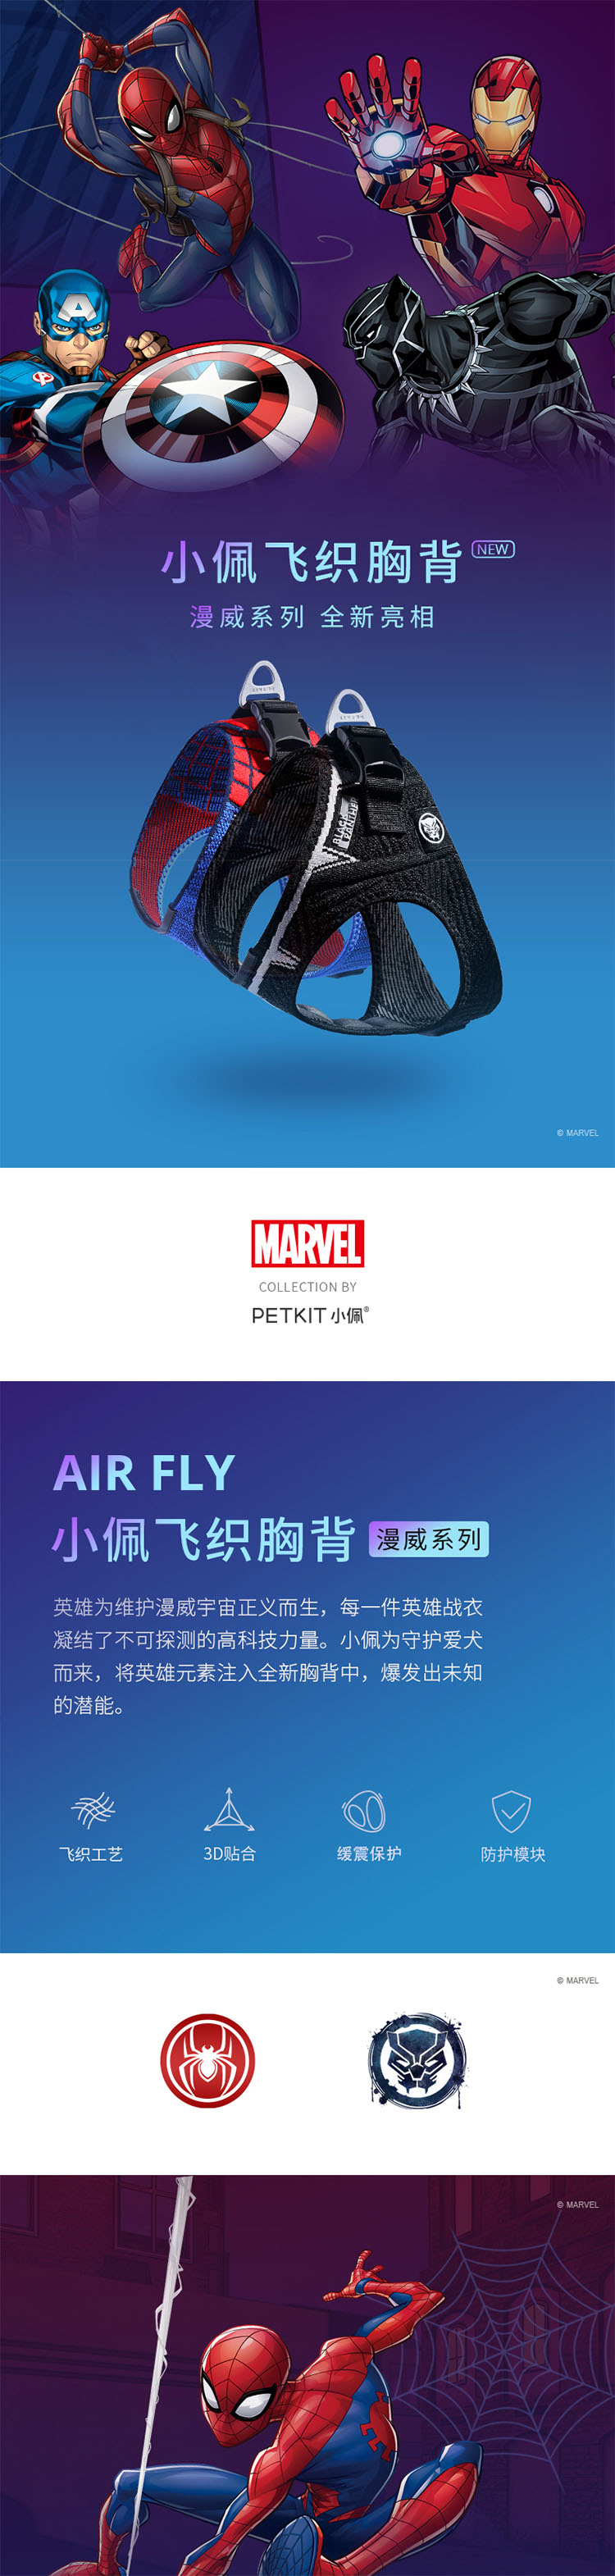 小佩飞织胸背 NEW
漫威系列 全新亮相
BLACK
PANTHER
© MARVEL
MARVEL
COLLECTION BY
PETKIT 小佩®
AIR FLY
小佩飞织胸背 漫威系列
英雄为维护漫威宇宙正义而生，每一件英雄战衣
凝结了不可探测的高科技力量。小佩为守护爱犬
而来，将英雄元素注入全新胸背中，爆发出未知
的潜能。
飞织工艺 3D贴合 缓震保护 防护模块
© MARVEL
© MARVEL